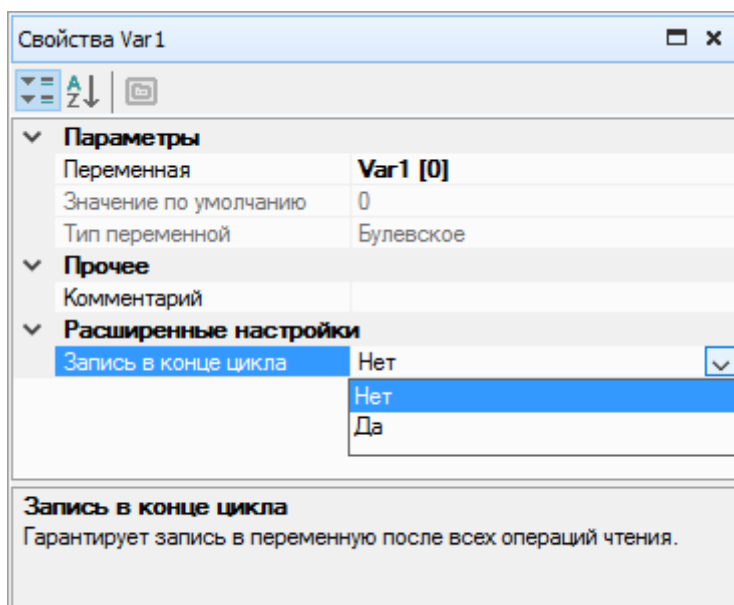 Свойства Var1
Параметры
Переменная Var1 [0]
Значение по умолчанию 0
Тип переменной Булевское
Прочее
Комментарий
Расширенные настройки
Запись в конце цикла Нет
Нет
Да
Запись в конце цикла
Гарантирует запись в переменную после всех операций чтения.